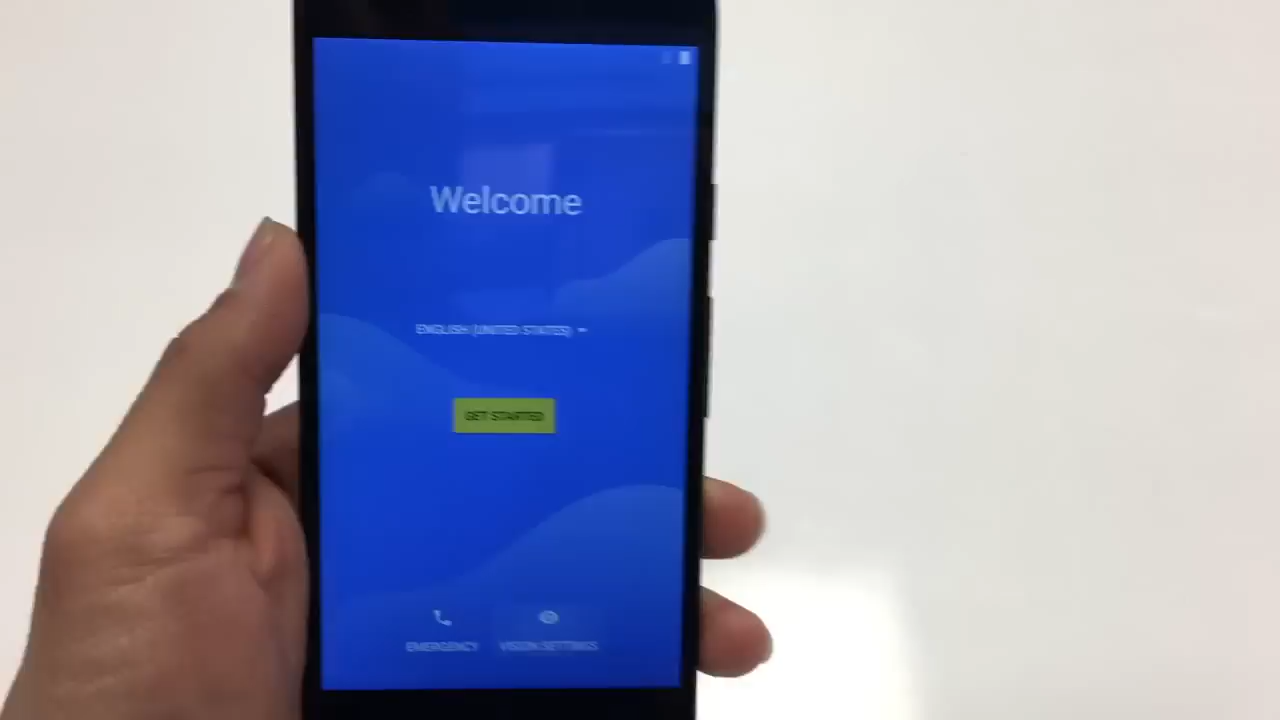 Welcome
ENGLISH (UNITED STATES)
GET STARTED
EMERGENCY
VISION SETTINGS